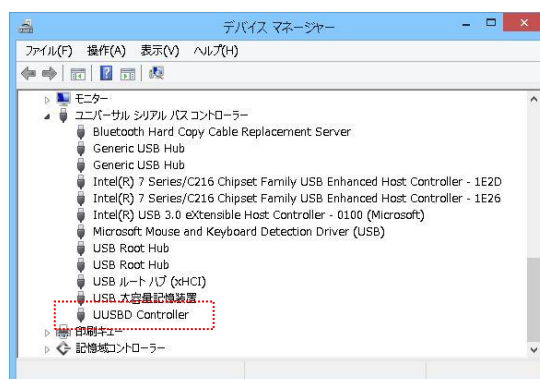 デバイス マネージャー
ファイル(F) 操作(A) 表示(V) ヘルプ(H)
モニター
ユニバーサル シリアル バス コントローラー
Bluetooth Hard Copy Cable Replacement Server
Generic USB Hub
Generic USB Hub
Intel(R) 7 Series/C216 Chipset Family USB Enhanced Host Controller - 1E2D
Intel(R) 7 Series/C216 Chipset Family USB Enhanced Host Controller - 1E26
Intel(R) USB 3.0 eXtensible Host Controller - 0100 (Microsoft)
Microsoft Mouse and Keyboard Detection Driver (USB)
USB Root Hub
USB Root Hub
USB ルート ハブ (xHCI)
USB 大容量記憶装置
UUSBD Controller
印刷キュー
記憶域コントローラー